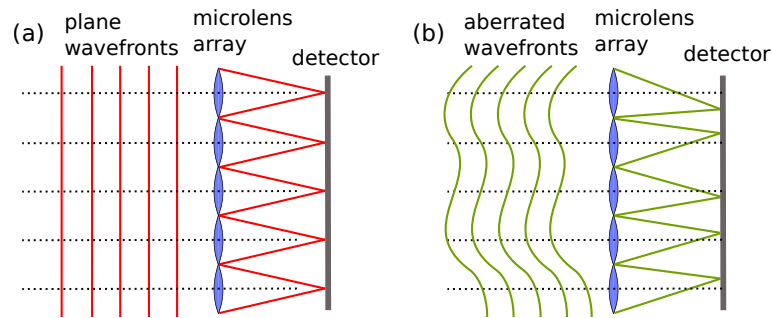 (a)
plane
wavefronts
microlens
array
detector
(b)
aberrated
wavefronts
microlens
array
detector